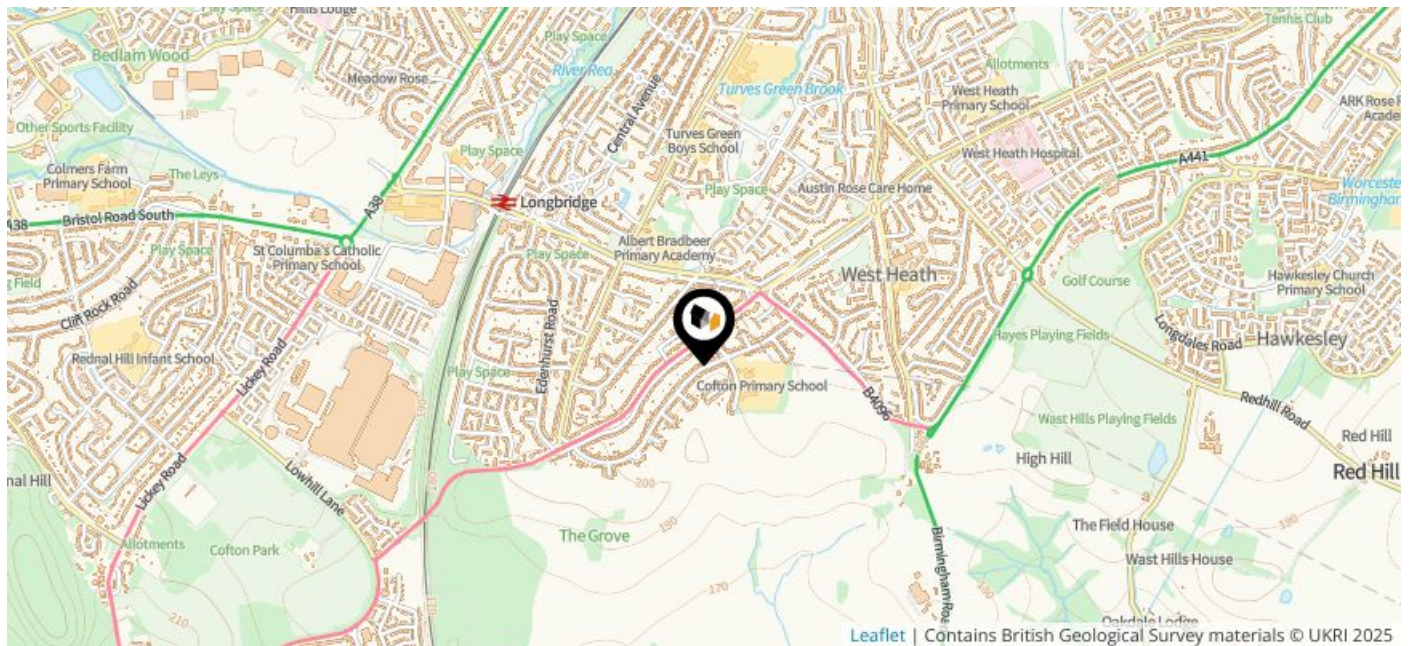 Hills Lodge
Bedlam Wood
Meadow Rose
180
Play Space
River Rea
Central Avenue
Turves Green Brook
180
Tennis Club
Allotments
West Heath
Primary School
Turves Green
Boys School
West Heath Hospital
ARK Rose
A441
Other Sports Facility
Colmers Farm
Primary School
The Leys
Play Space
A38
Longbridge
Play Space
Austin Rose Care Home
Worcester
Birmingham
A38
Bristol Road South
Play Space
St Columba's Catholic
Primary School
Play Space
Albert Bradbeer
Primary Academy
West Heath
Golf Course
Hawkesley Church
Primary School
Cliff Rock Road
Rednal Hill Infant School
Lickey Road
Edenhurst Road
Play Space
Cofton Primary School
B4096
Hayes Playing Fields
Longdales Road
Hawkesley
West Hills Playing Fields
Redhill Road
Red Hill
Red Hill
High Hill
Lickey Road
Lowhill Lane
200
190
The Grove
170
The Field House
190
Wast Hills House
Allotments
Cofton Park
210
180
Birmingham Road
Oakdale Lodge
Leaflet | Contains British Geological Survey materials © UKRI 2025